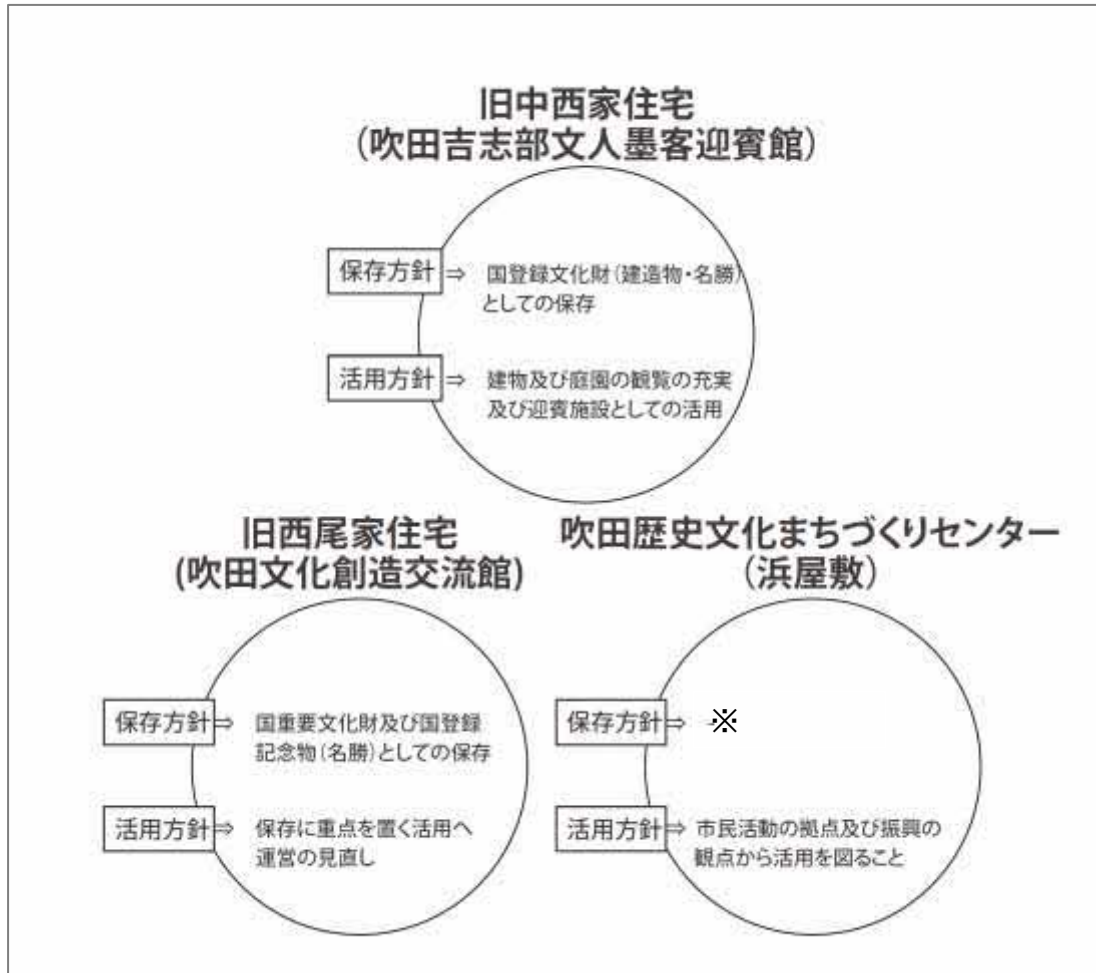 旧中西家住宅
（吹田吉志部文人墨客迎賓館）
保存方針⇒ 国登録文化財（建造物・名勝）
としての保存
活用方針⇒ 建物及び庭園の観覧の充実
及び迎賓施設としての活用
旧西尾家住宅
(吹田文化創造交流館)
保存方針⇒ 国重要文化財及び国登録
記念物（名勝）としての保存
活用方針⇒ 保存に重点を置く活用へ
運営の見直し
吹田歴史文化まちづくりセンター
（浜屋敷）
保存方針⇒ ※
活用方針⇒ 市民活動の拠点及び振興の
観点から活用を図ること